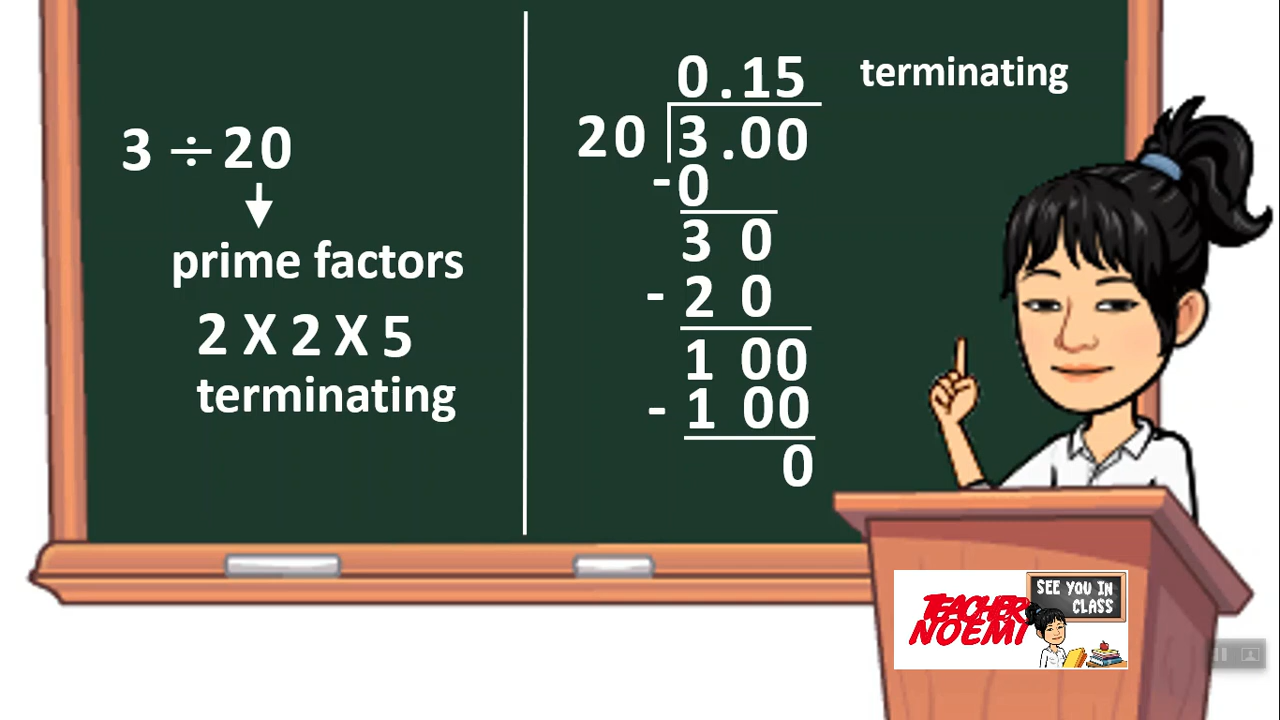 3 ÷ 20
prime factors
2 X 2 X 5
terminating
0.15
terminating
20 3.00
- 0
3 0
- 2 0
1 00
- 1 00
0
TEACHER
NOEMI
SEE YOU IN
CLASS